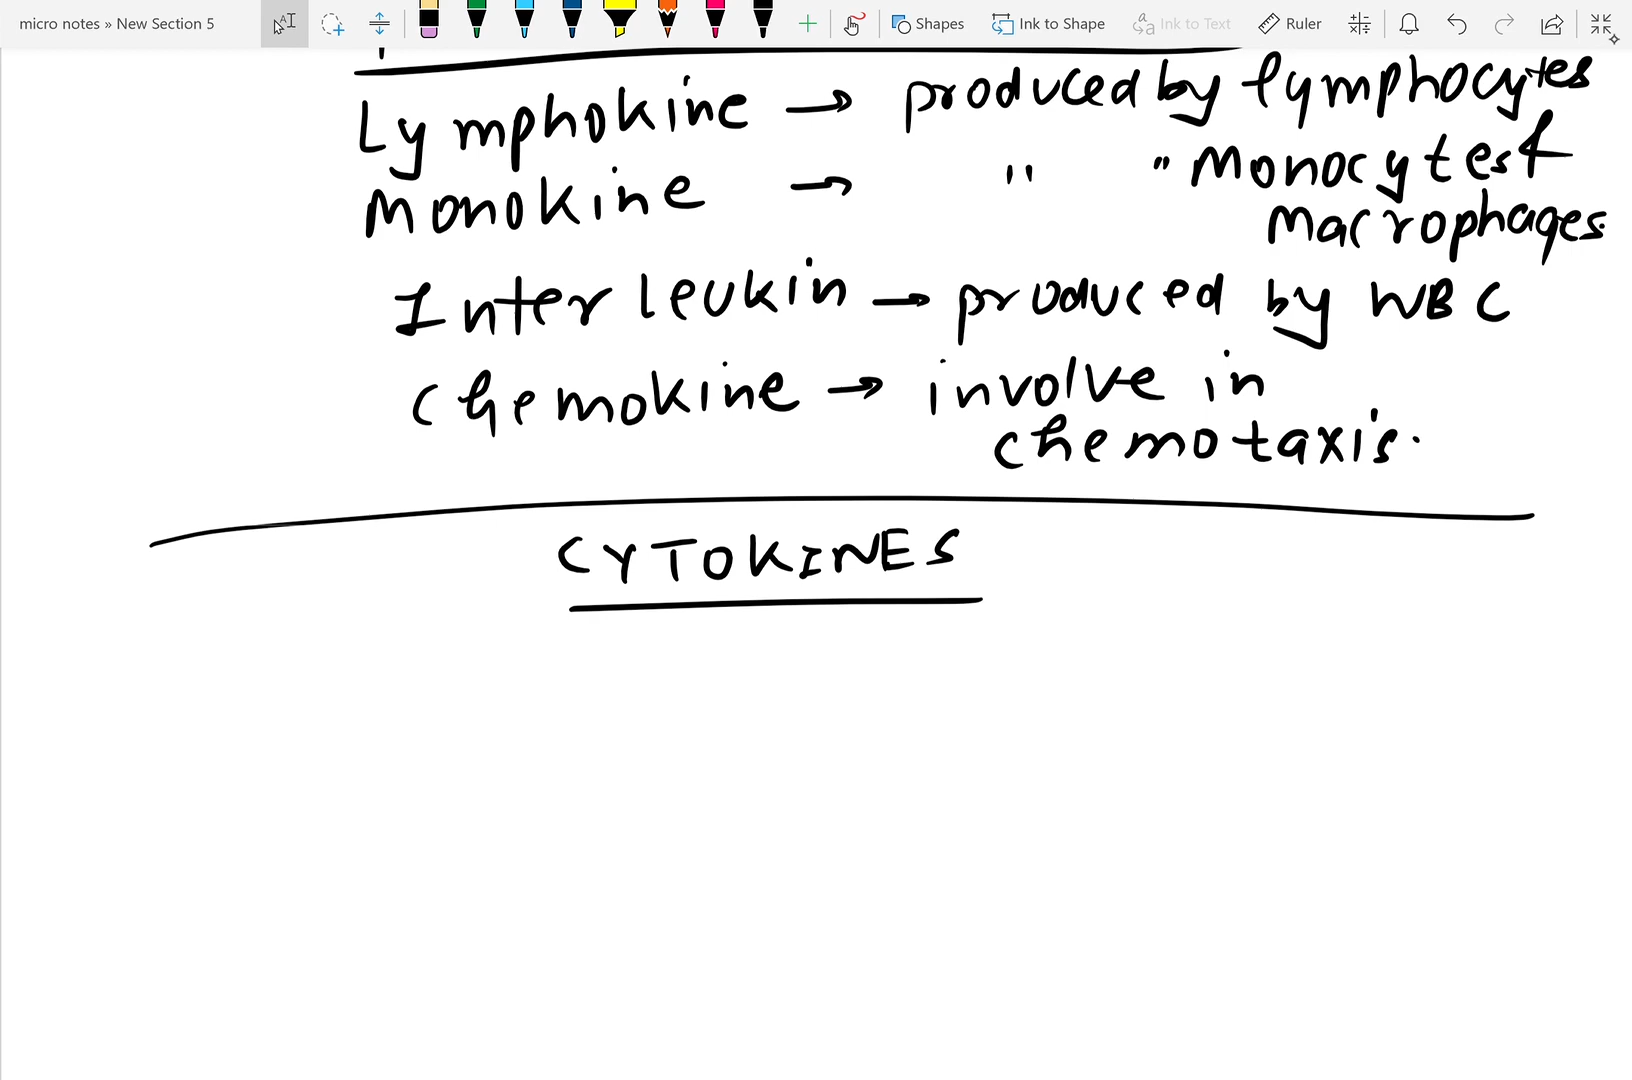 micro notes » New Section 5
Shapes
Ink to Shape
Ink to Text
Ruler
Lymphokine → produced by lymphocytes
Monokine → " " Monocytes &
Macrophages.
Interleukin → produced by WBC
Chemokine → involve in
chemotaxis.
CYTOKINES